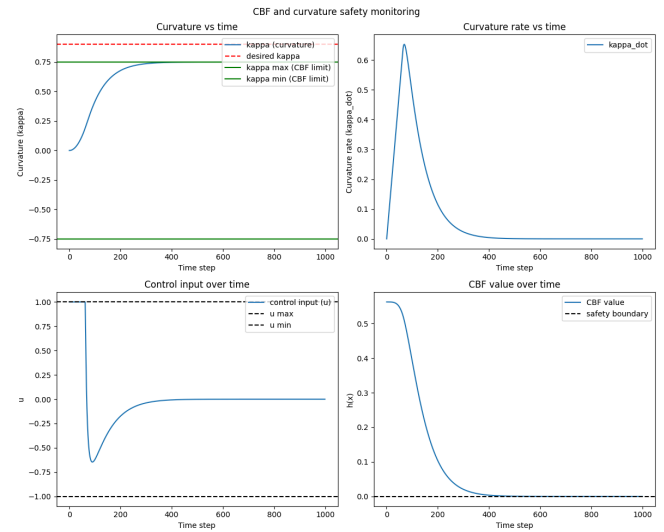 CBF and curvature safety monitoring
Curvature vs time
kappa (curvature)
desired kappa
kappa max (CBF limit)
kappa min (CBF limit)
Curvature (kappa)
0.75
0.50
0.25
0.00
−0.25
−0.50
−0.75
0
200
400
600
800
1000
Time step
Curvature rate vs time
kappa_dot
Curvature rate (kappa_dot)
0.6
0.5
0.4
0.3
0.2
0.1
0.0
0
200
400
600
800
1000
Time step
Control input over time
control input (u)
u max
u min
u
1.00
0.75
0.50
0.25
0.00
−0.25
−0.50
−0.75
−1.00
0
200
400
600
800
1000
Time step
CBF value over time
CBF value
safety boundary
h(x)
0.5
0.4
0.3
0.2
0.1
0.0
0
200
400
600
800
1000
Time step